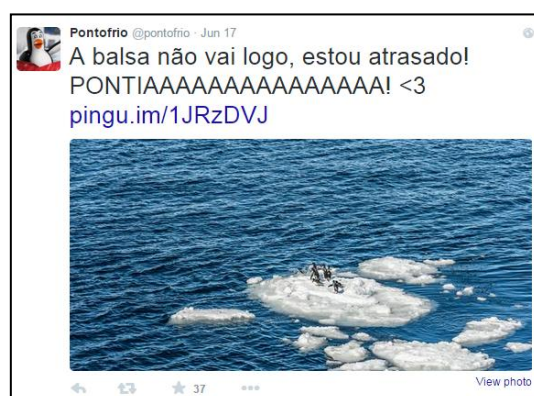 Pontofrio @pontofrio · Jun 17
A balsa não vai logo, estou atrasado!
PONTIAAAAAAAAAAAAAAA! <3
pingu.im/1JRzDVJ
37
View photo